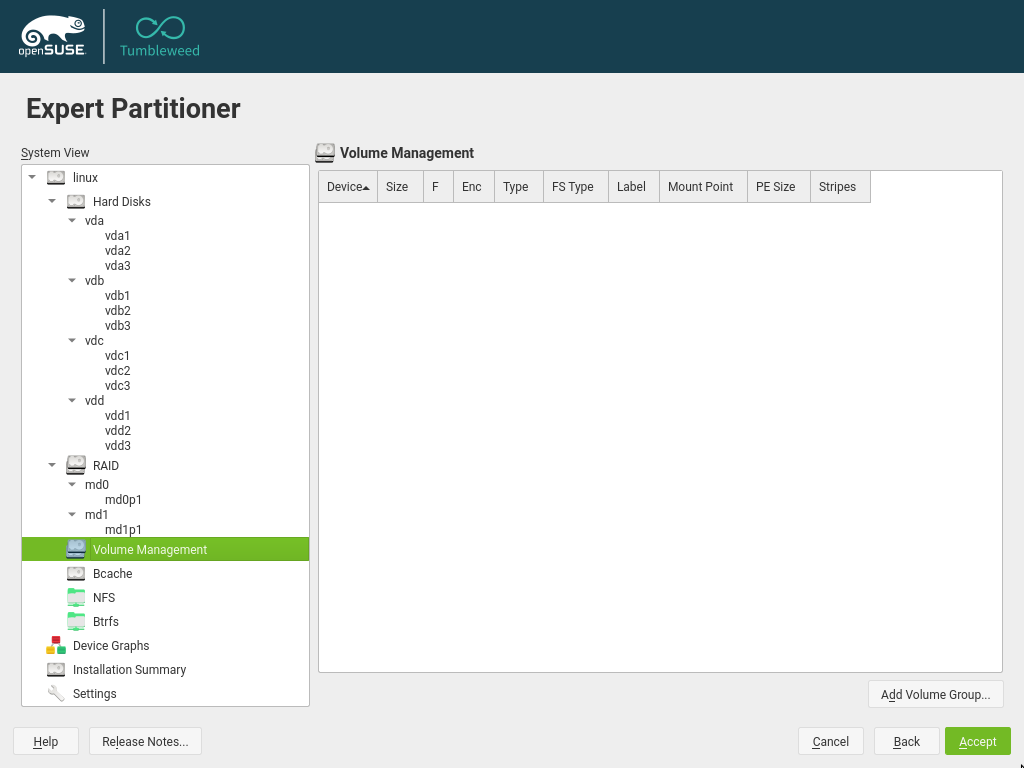 openSUSE
Tumbleweed
Expert Partitioner
System View
linux
Hard Disks
vda
vda1
vda2
vda3
vdb
vdb1
vdb2
vdb3
vdc
vdc1
vdc2
vdc3
vdd
vdd1
vdd2
vdd3
RAID
md0
md0p1
md1
md1p1
Volume Management
Bcache
NFS
Btrfs
Device Graphs
Installation Summary
Settings
Volume Management
Device Size F Enc Type FS Type Label Mount Point PE Size Stripes
Add Volume Group...
Help Release Notes... Cancel Back Accept